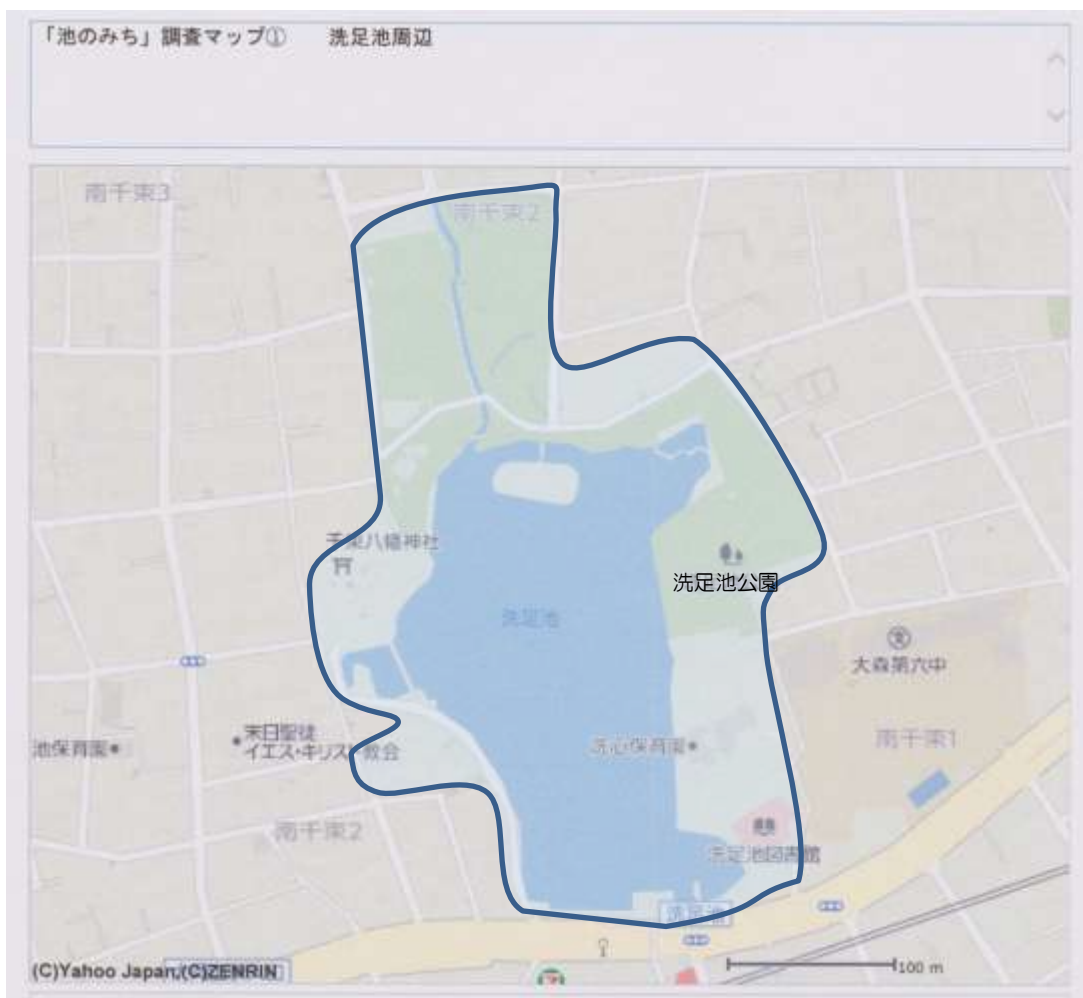 「池のみち」調査マップ① 洗足池周辺
南千束3
南千束2
千束八幡神社
洗足池公園
洗足池
大森第六中
池保育園
末日聖徒
イエス・キリスト教会
洗心保育園
南千束1
南千束2
洗足池図書館
洗足池
(C)Yahoo Japan,(C)ZENRIN
100 m